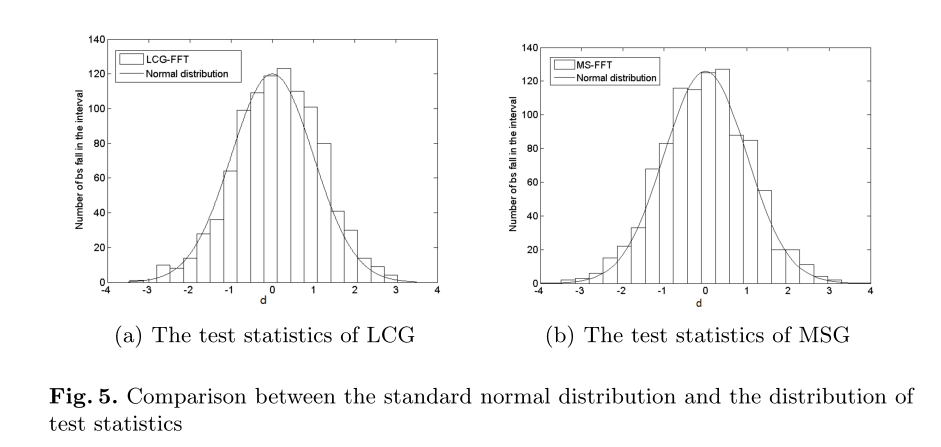 140
120
100
80
60
40
20
0
Number of bs fall in the interval
LCG-FFT
Normal distribution
-4 -3 -2 -1 0 1 2 3 4
d
(a) The test statistics of LCG
140
120
100
80
60
40
20
0
Number of bs fall in the interval
MS-FFT
Normal distribution
-4 -3 -2 -1 0 1 2 3 4
d
(b) The test statistics of MSG
Fig. 5. Comparison between the standard normal distribution and the distribution of
test statistics